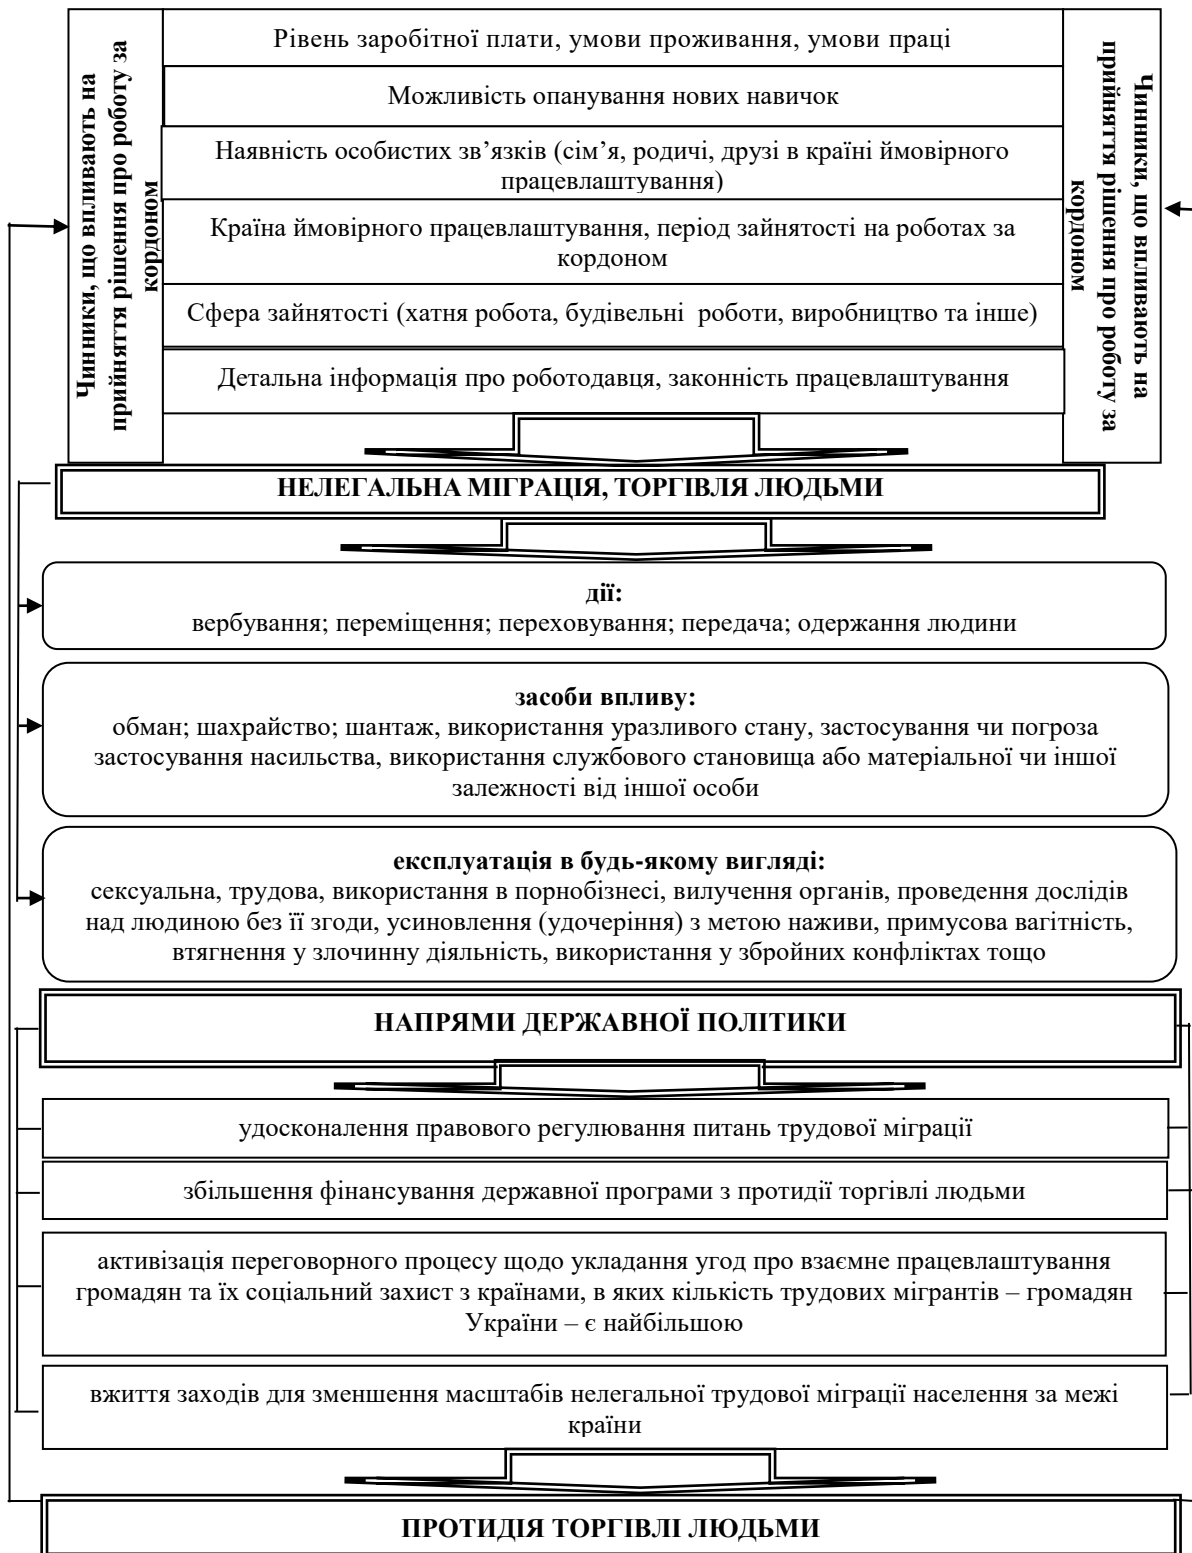 Чинники, що впливають на
прийняття рішення про роботу за
кордоном
Рівень заробітної плати, умови проживання, умови праці
Можливість опанування нових навичок
Наявність особистих зв’язків (сім’я, родичі, друзі в країні ймовірного
працевлаштування)
Країна ймовірного працевлаштування, період зайнятості на роботах за
кордоном
Сфера зайнятості (хатня робота, будівельні роботи, виробництво та інше)
Детальна інформація про роботодавця, законність працевлаштування
Чинники, що впливають на
прийняття рішення про роботу за
кордоном
НЕЛЕГАЛЬНА МІГРАЦІЯ, ТОРГІВЛЯ ЛЮДЬМИ
дії:
вербування; переміщення; переховування; передача; одержання людини
засоби впливу:
обман; шахрайство; шантаж, використання уразливого стану, застосування чи погроза
застосування насильства, використання службового становища або матеріальної чи іншої
залежності від іншої особи
експлуатація в будь-якому вигляді:
сексуальна, трудова, використання в порнобізнесі, вилучення органів, проведення дослідів
над людиною без її згоди, усиновлення (удочеріння) з метою наживи, примусова вагітність,
втягнення у злочинну діяльність, використання у збройних конфліктах тощо
НАПРЯМИ ДЕРЖАВНОЇ ПОЛІТИКИ
удосконалення правового регулювання питань трудової міграції
збільшення фінансування державної програми з протидії торгівлі людьми
активізація переговорного процесу щодо укладання угод про взаємне працевлаштування
громадян та їх соціальний захист з країнами, в яких кількість трудових мігрантів – громадян
України – є найбільшою
вжиття заходів для зменшення масштабів нелегальної трудової міграції населення за межі
країни
ПРОТИДІЯ ТОРГІВЛІ ЛЮДЬМИ